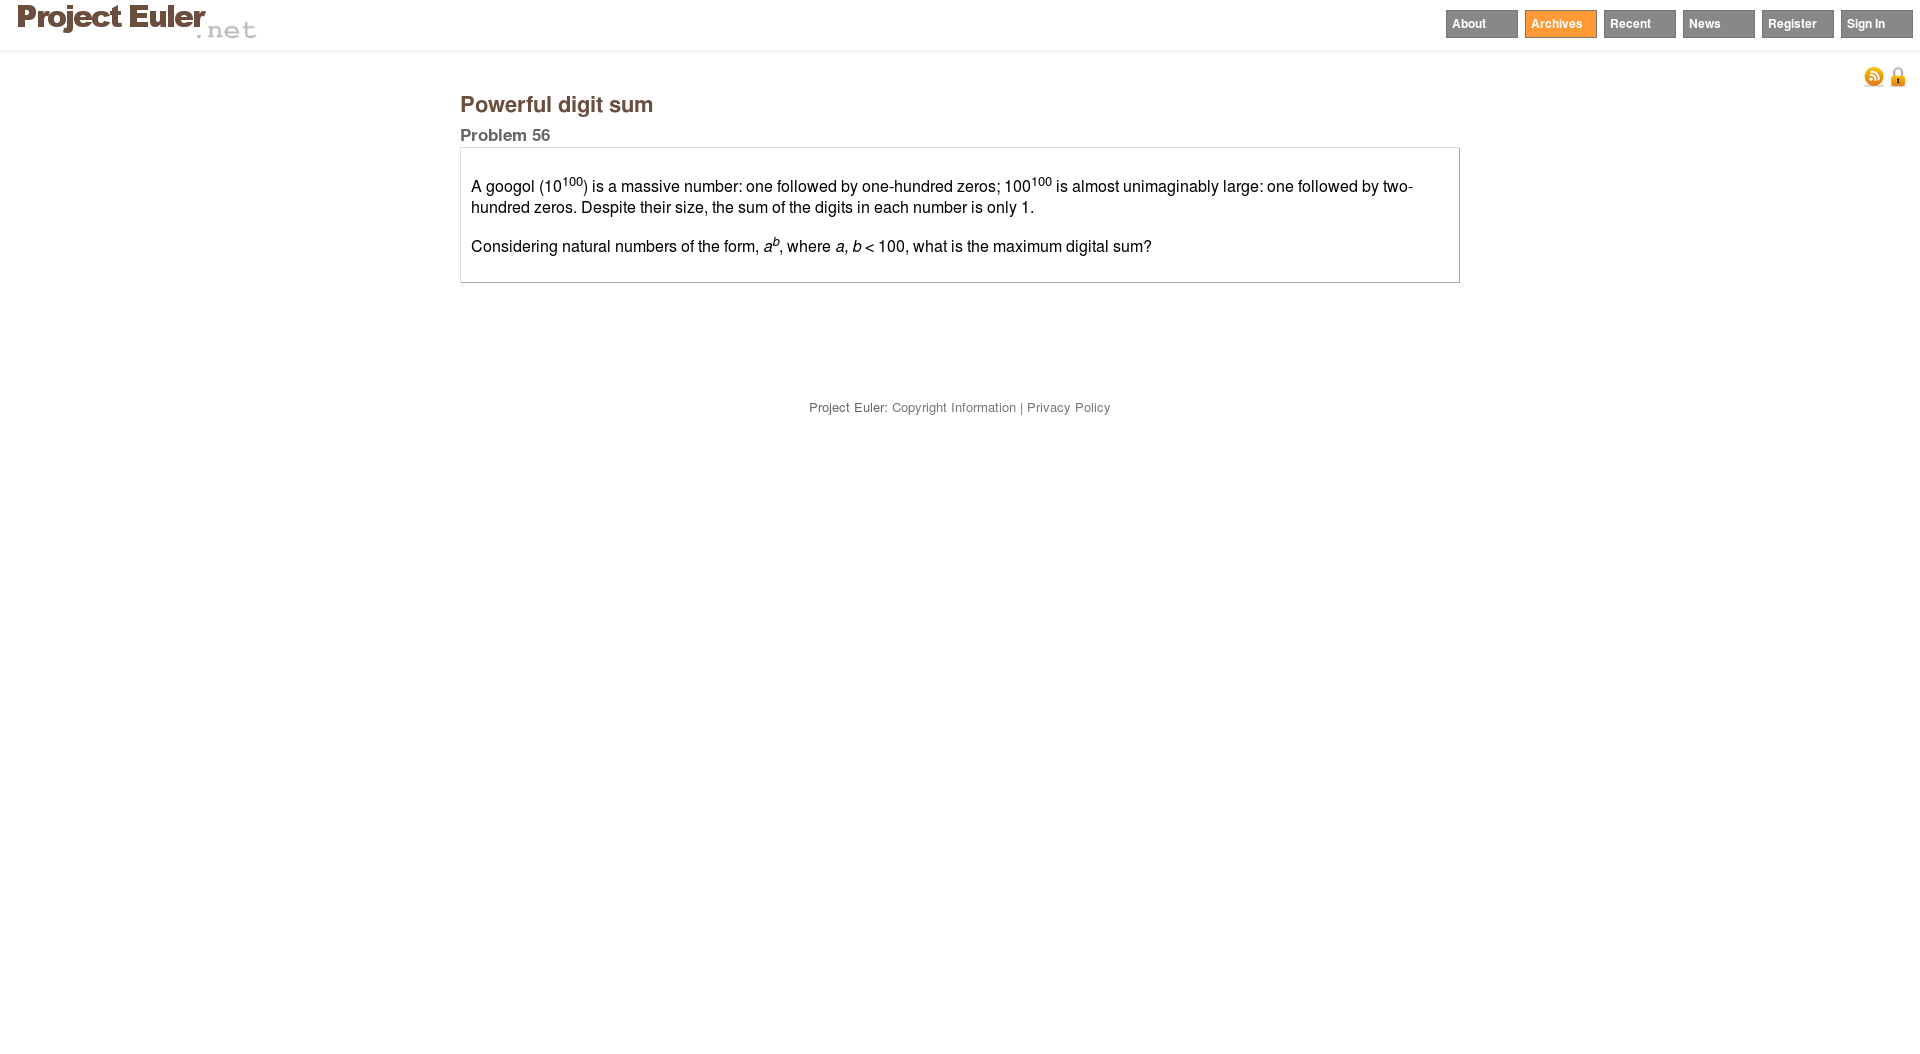 Project Euler.net
About
Archives
Recent
News
Register
Sign In
Powerful digit sum
Problem 56
A googol (10^100) is a massive number: one followed by one-hundred zeros; 100^100 is almost unimaginably large: one followed by two-
hundred zeros. Despite their size, the sum of the digits in each number is only 1.
Considering natural numbers of the form, a^b, where a, b < 100, what is the maximum digital sum?
Project Euler: Copyright Information | Privacy Policy